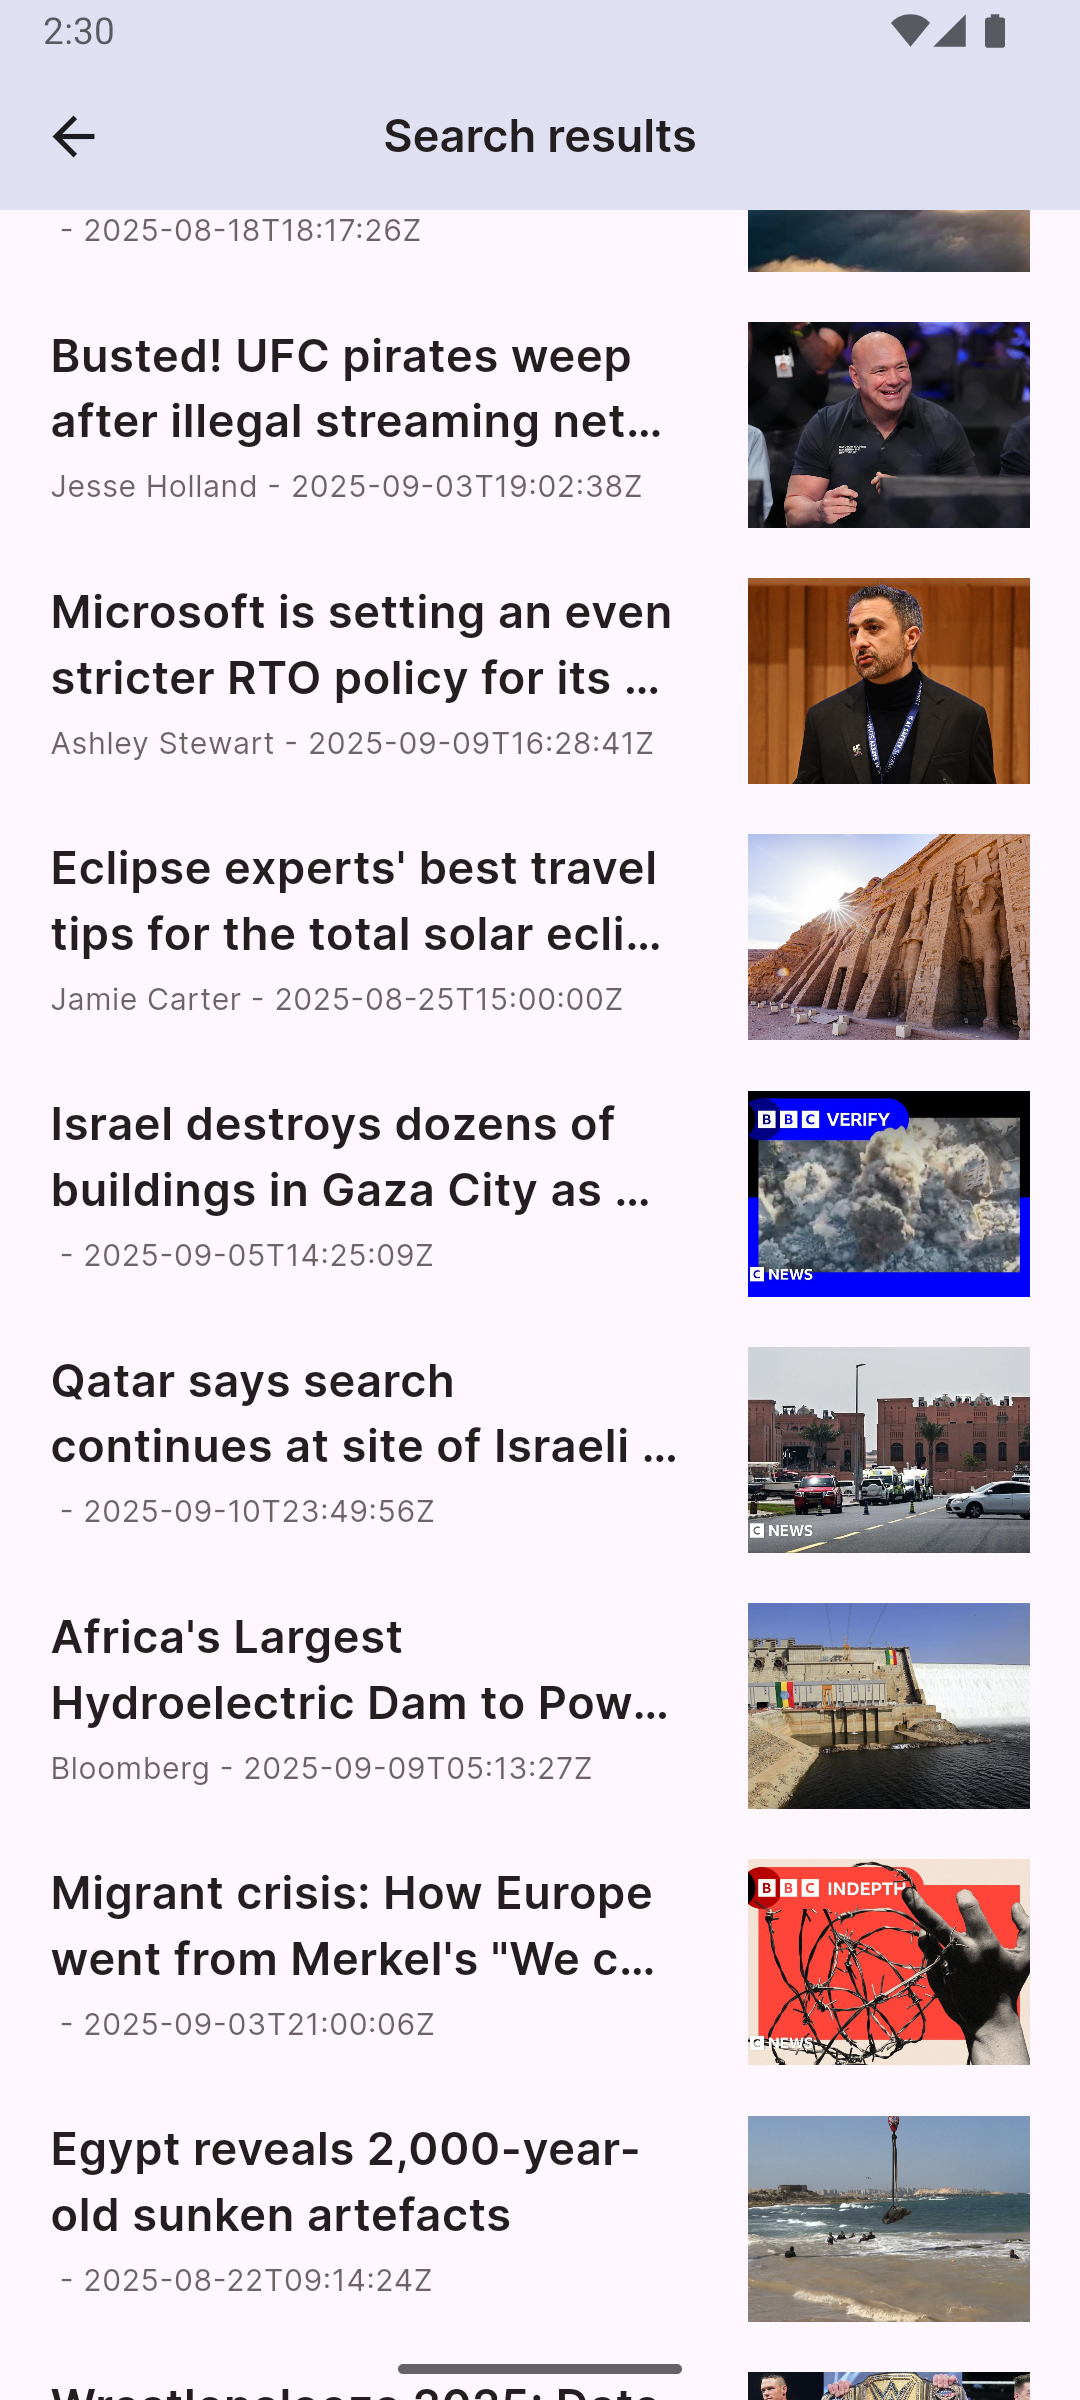 2:30
Search results
- 2025-08-18T18:17:26Z
Busted! UFC pirates weep
after illegal streaming net...
Jesse Holland - 2025-09-03T19:02:38Z
Microsoft is setting an even
stricter RTO policy for its ...
Ashley Stewart - 2025-09-09T16:28:41Z
Eclipse experts' best travel
tips for the total solar ecli...
Jamie Carter - 2025-08-25T15:00:00Z
Israel destroys dozens of
buildings in Gaza City as ...
- 2025-09-05T14:25:09Z
BBC VERIFY
C NEWS
Qatar says search
continues at site of Israeli ...
- 2025-09-10T23:49:56Z
C NEWS
Africa's Largest
Hydroelectric Dam to Pow...
Bloomberg - 2025-09-09T05:13:27Z
Migrant crisis: How Europe
went from Merkel's "We c...
- 2025-09-03T21:00:06Z
BBC INDEPTH
C NEWS
Egypt reveals 2,000-year-
old sunken artefacts
- 2025-08-22T09:14:24Z
Wrestlepalooza 2025: Date